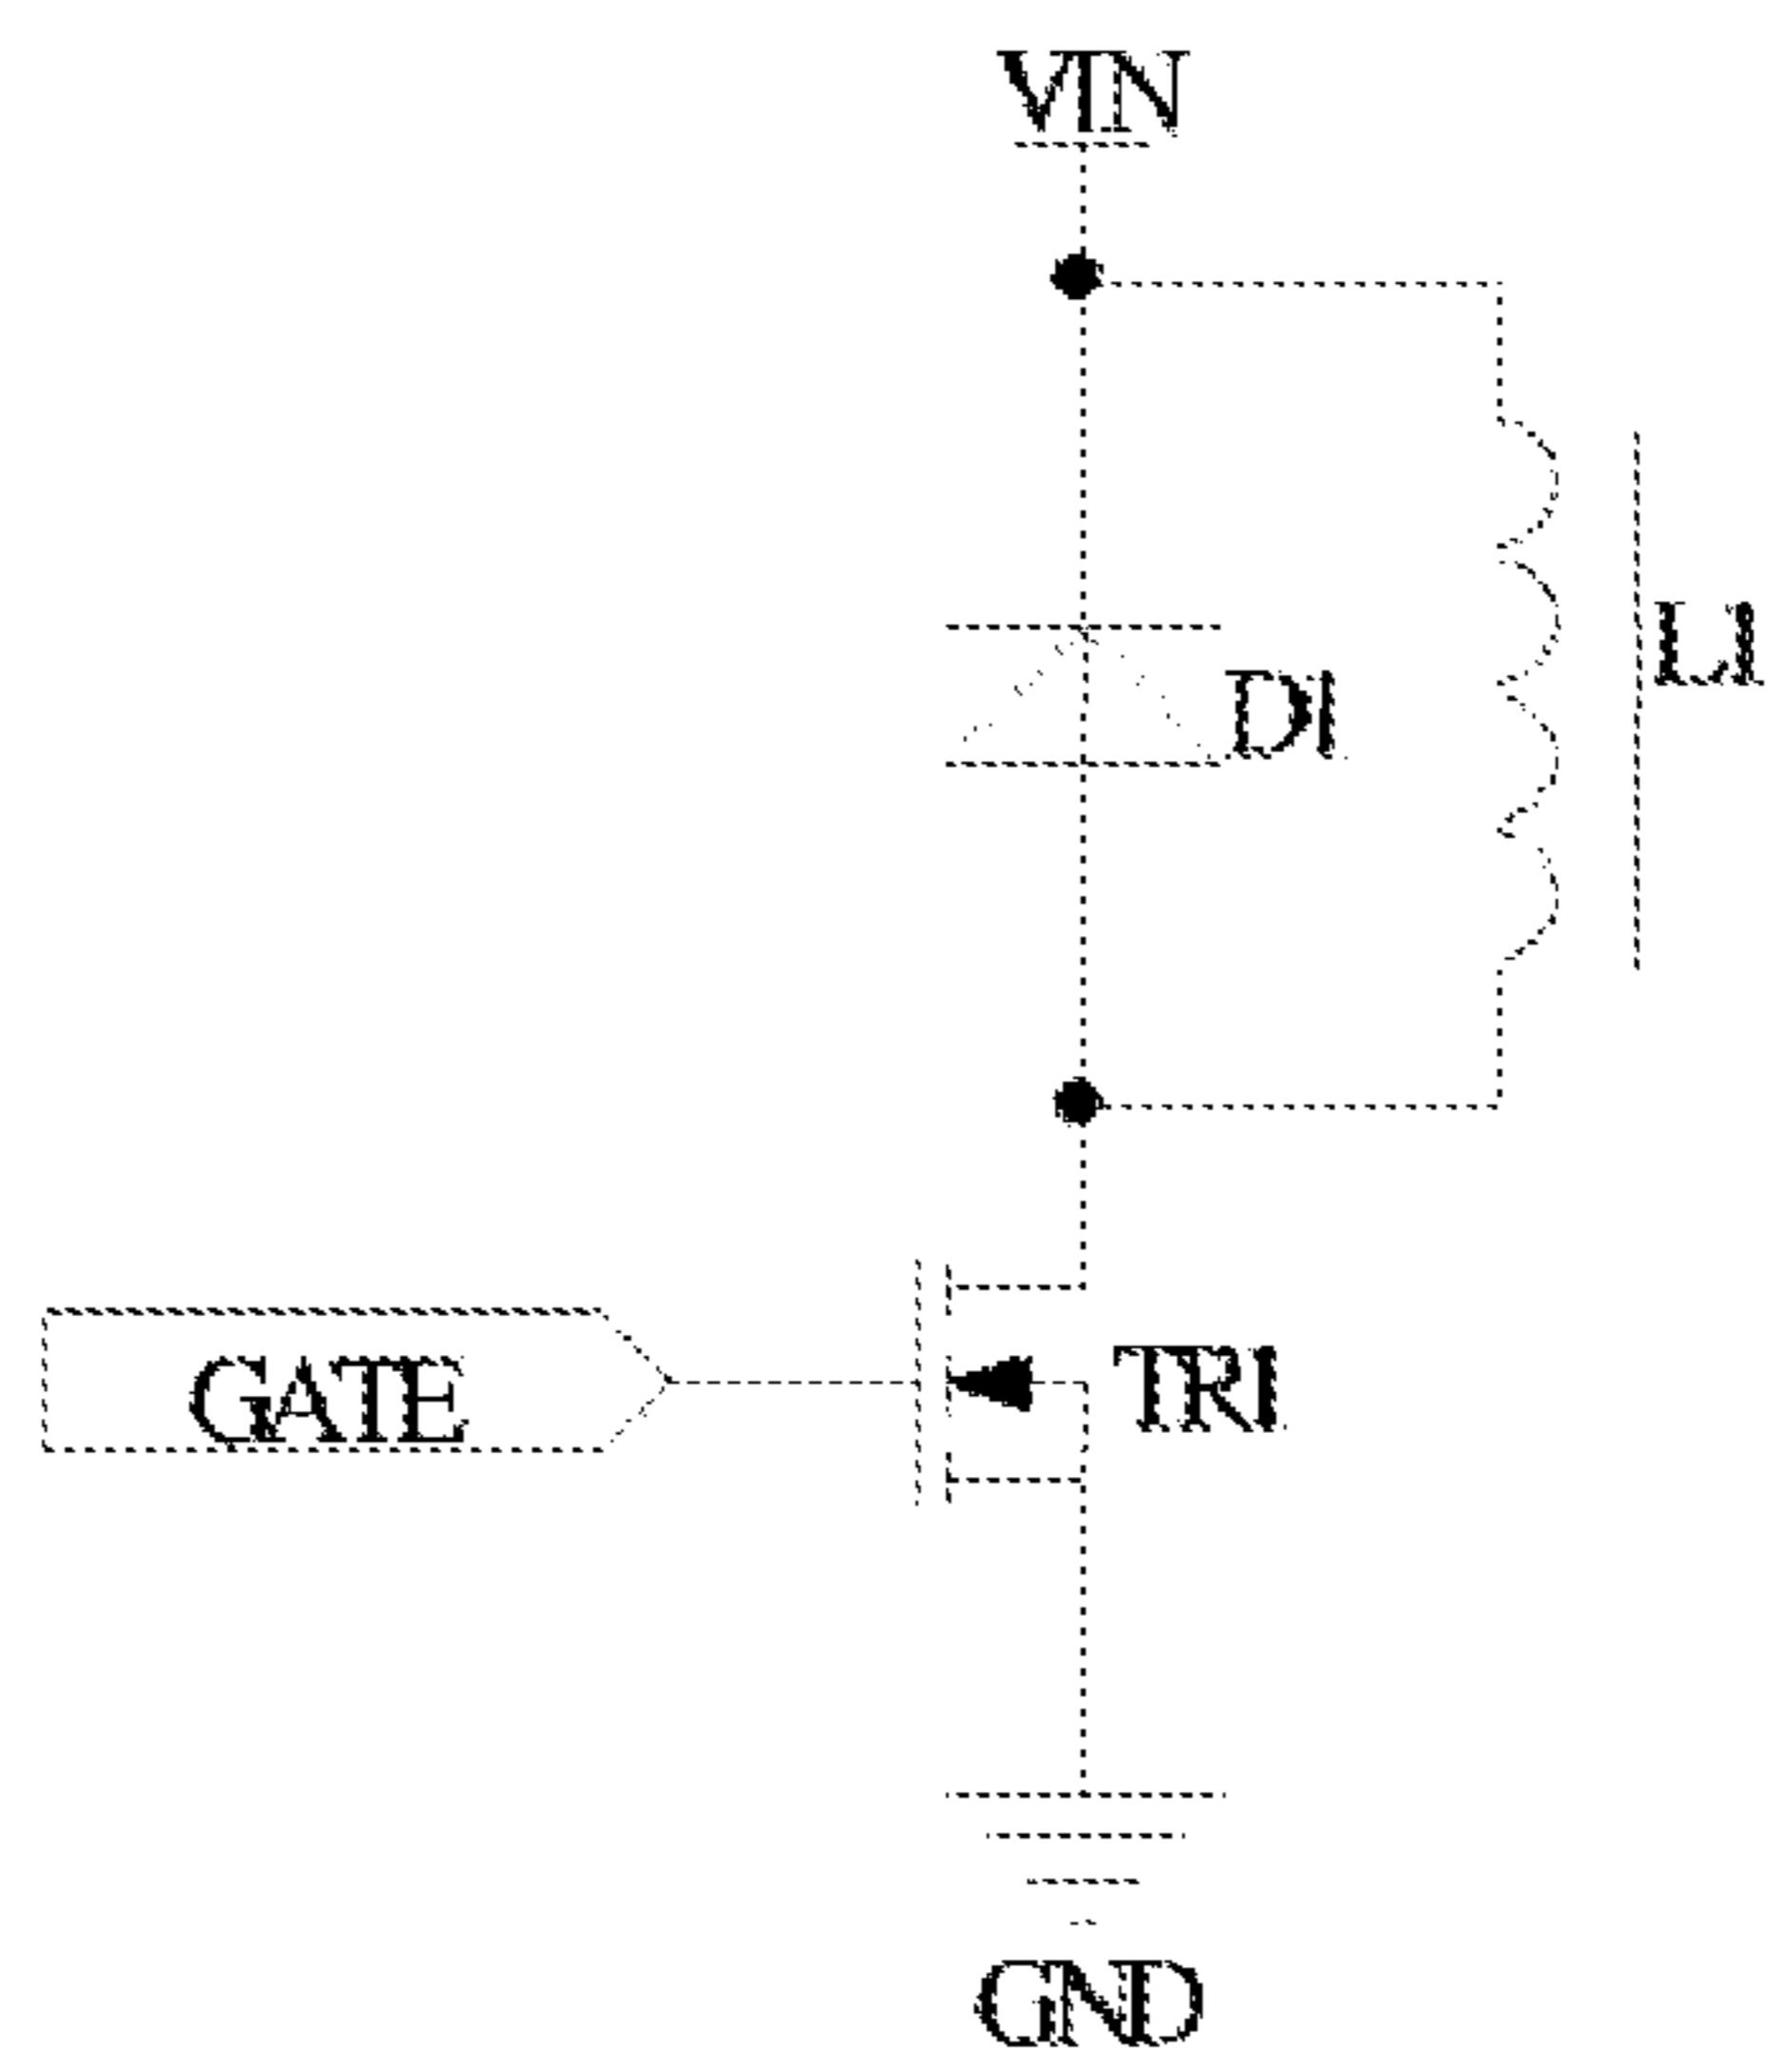 VIN
L1
D1
GATE
TR1
GND